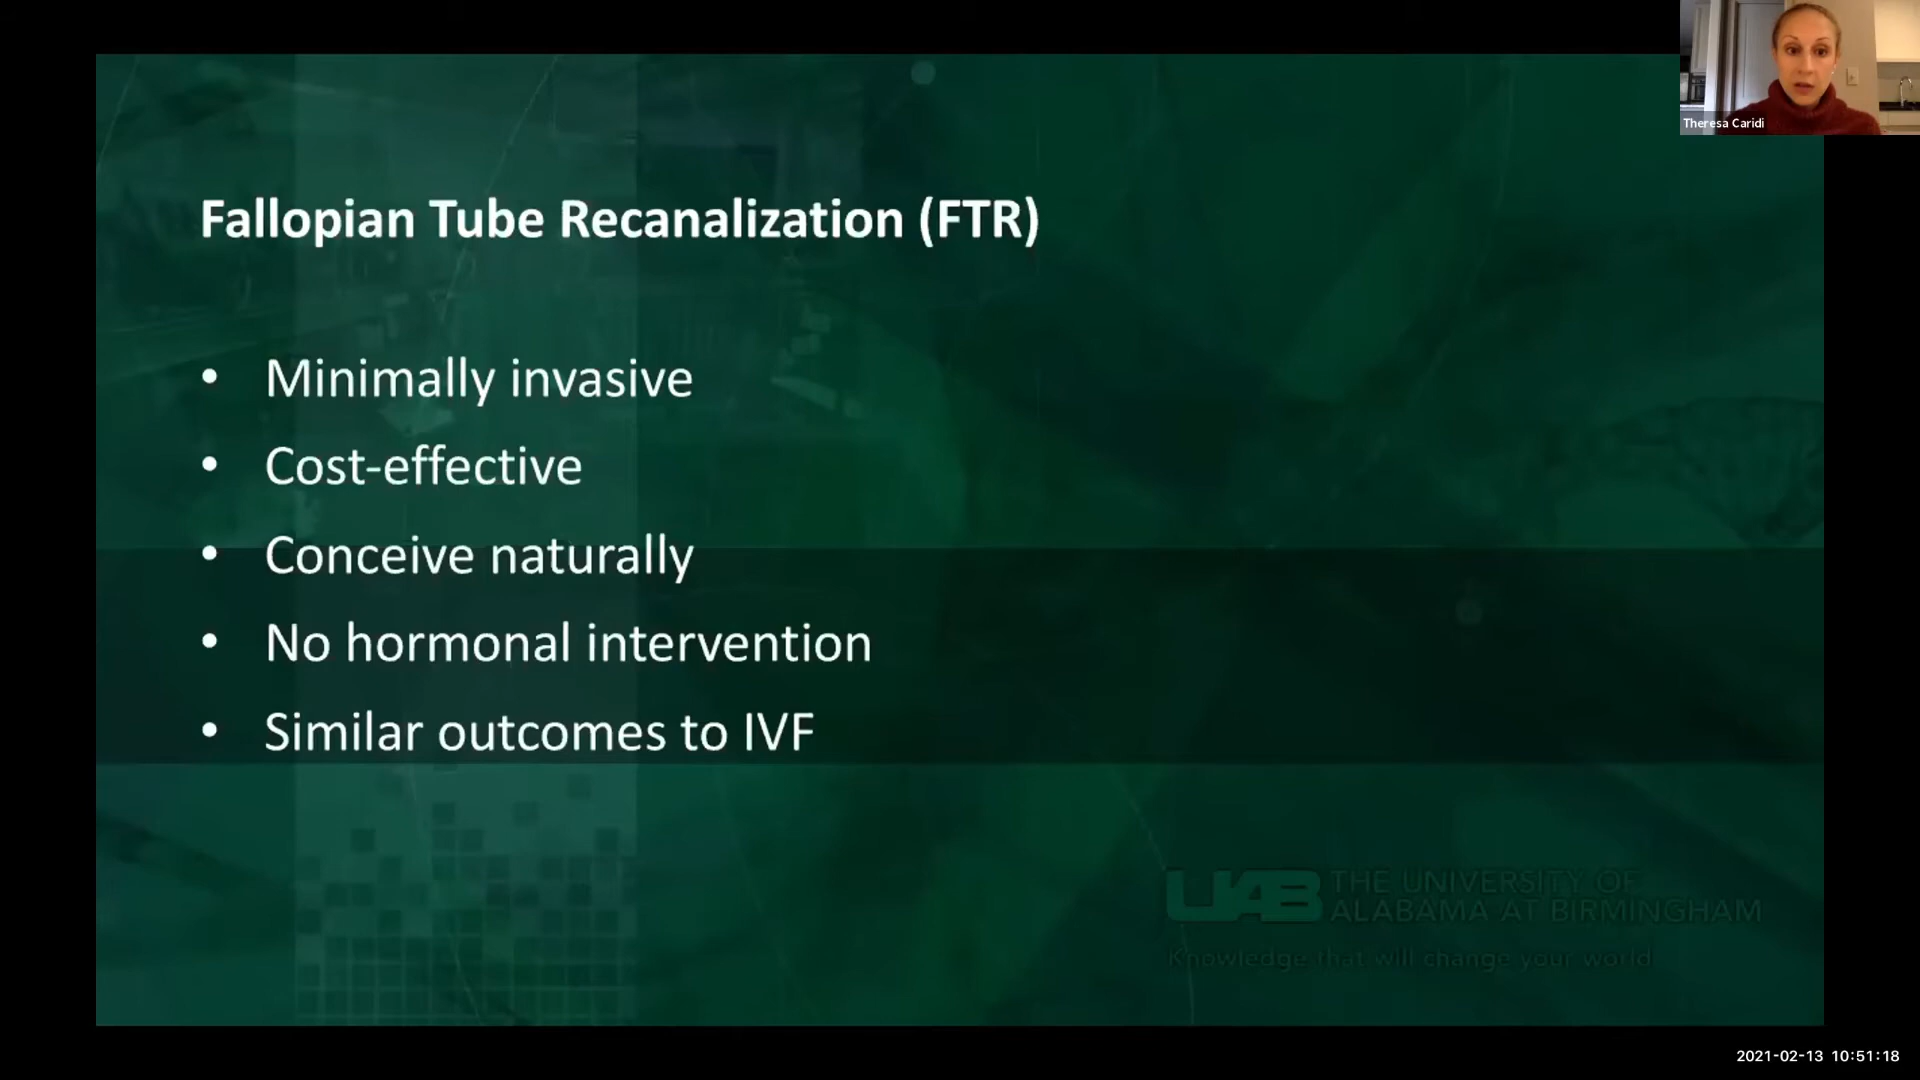 Theresa Caridi
Fallopian Tube Recanalization (FTR)
• Minimally invasive
• Cost-effective
• Conceive naturally
• No hormonal intervention
• Similar outcomes to IVF
UAB THE UNIVERSITY OF
ALABAMA AT BIRMINGHAM
Knowledge that will change your world
2021-02-13 10:51:18